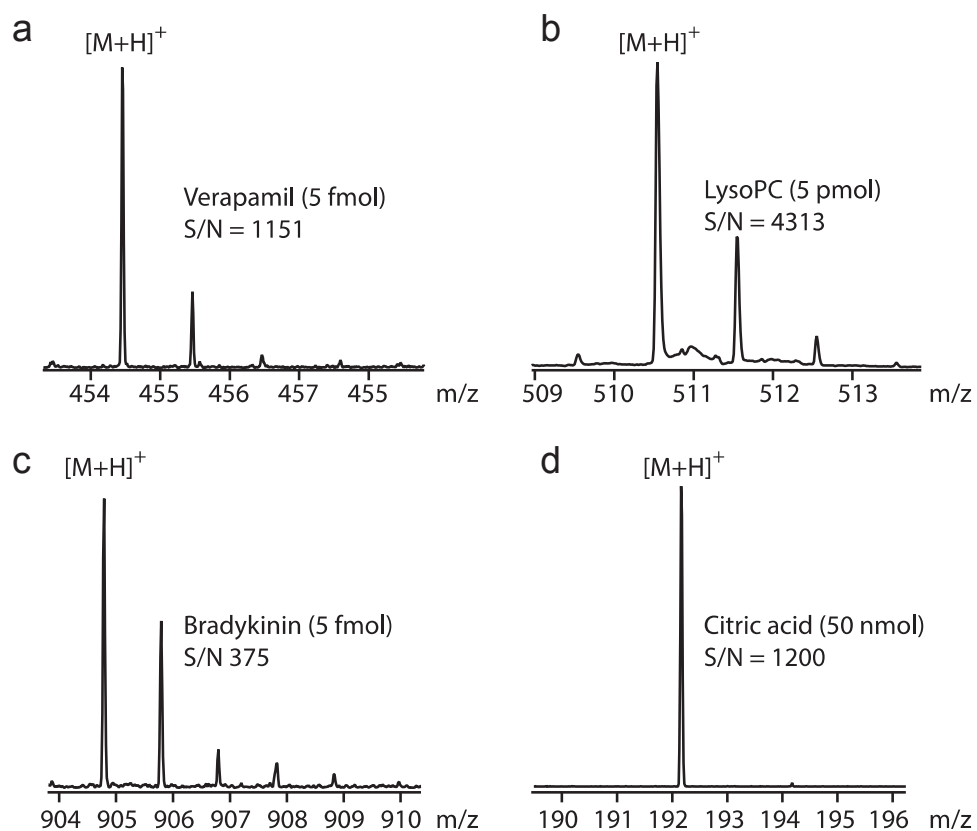 a
[M+H]+
Verapamil (5 fmol)
S/N = 1151
454 455 456 457 455 m/z
b
[M+H]+
LysoPC (5 pmol)
S/N = 4313
509 510 511 512 513 m/z
c
[M+H]+
Bradykinin (5 fmol)
S/N 375
904 905 906 907 908 909 910 m/z
d
[M+H]+
Citric acid (50 nmol)
S/N = 1200
190 191 192 193 194 195 196 m/z